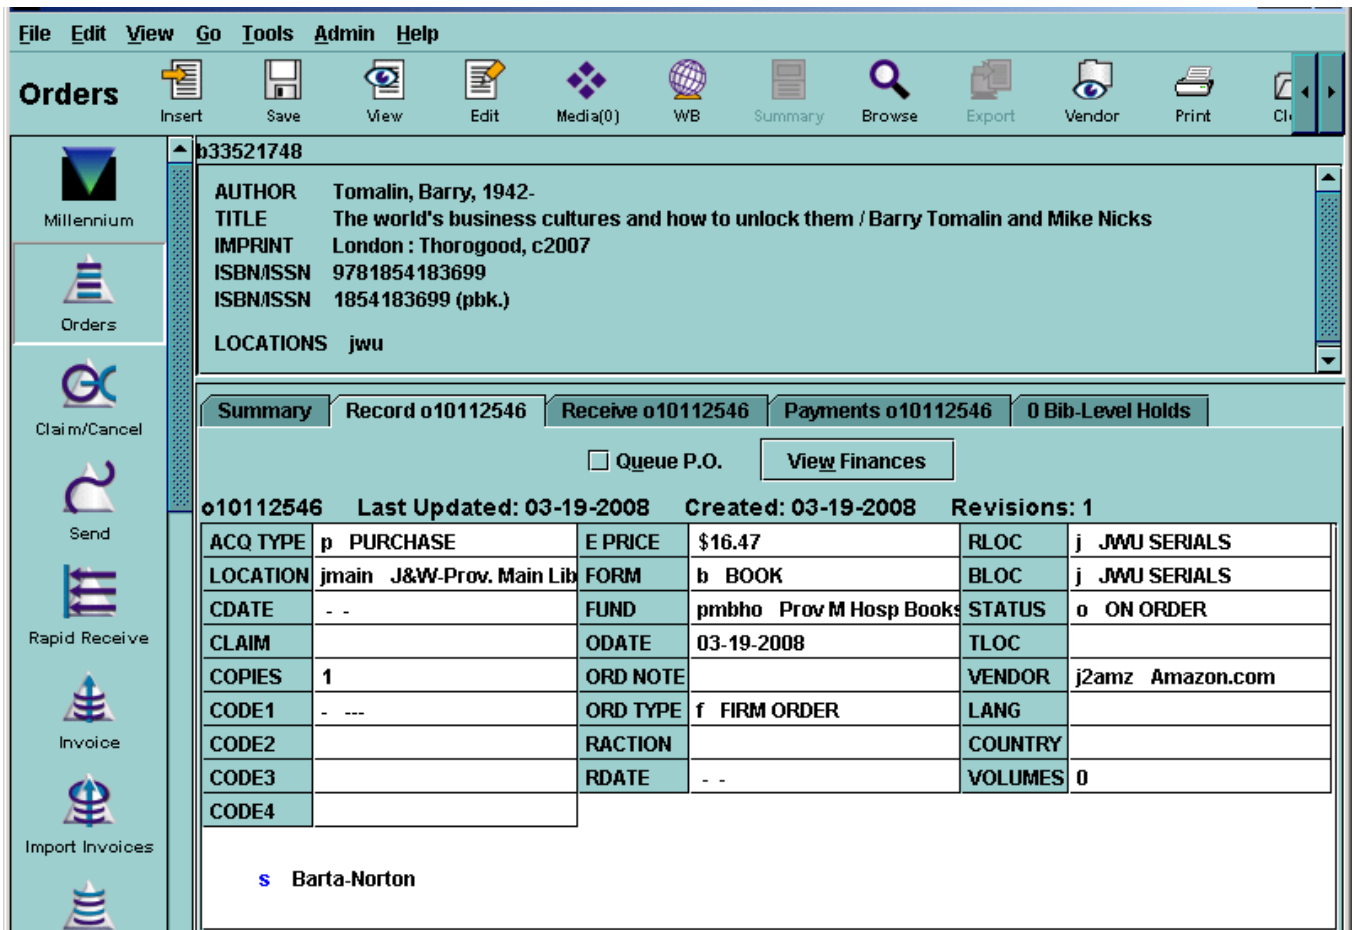 File Edit View Go Tools Admin Help
Orders Insert Save View Edit Media(0) WB Summary Browse Export Vendor Print
b33521748
AUTHOR Tomalin, Barry, 1942-
TITLE The world's business cultures and how to unlock them / Barry Tomalin and Mike Nicks
IMPRINT London : Thorogood, c2007
ISBN/ISSN 9781854183699
ISBN/ISSN 1854183699 (pbk.)
LOCATIONS jwu
Millennium
Orders
Claim/Cancel
Send
Rapid Receive
Invoice
Import Invoices
Summary Record o10112546 Receive o10112546 Payments o10112546 0 Bib-Level Holds
Queue P.O. View Finances
o10112546 Last Updated: 03-19-2008 Created: 03-19-2008 Revisions: 1
ACQ TYPE p PURCHASE E PRICE $16.47 RLOC j JWU SERIALS
LOCATION jmain J&W-Prov. Main Lib FORM b BOOK BLOC j JWU SERIALS
CDATE - - FUND pmbho Prov M Hosp Books STATUS o ON ORDER
CLAIM ODATE 03-19-2008 TLOC
COPIES 1 ORD NOTE VENDOR j2amz Amazon.com
CODE1 - --- ORD TYPE f FIRM ORDER LANG
CODE2 RACTION COUNTRY
CODE3 RDATE - - VOLUMES 0
CODE4
s Barta-Norton